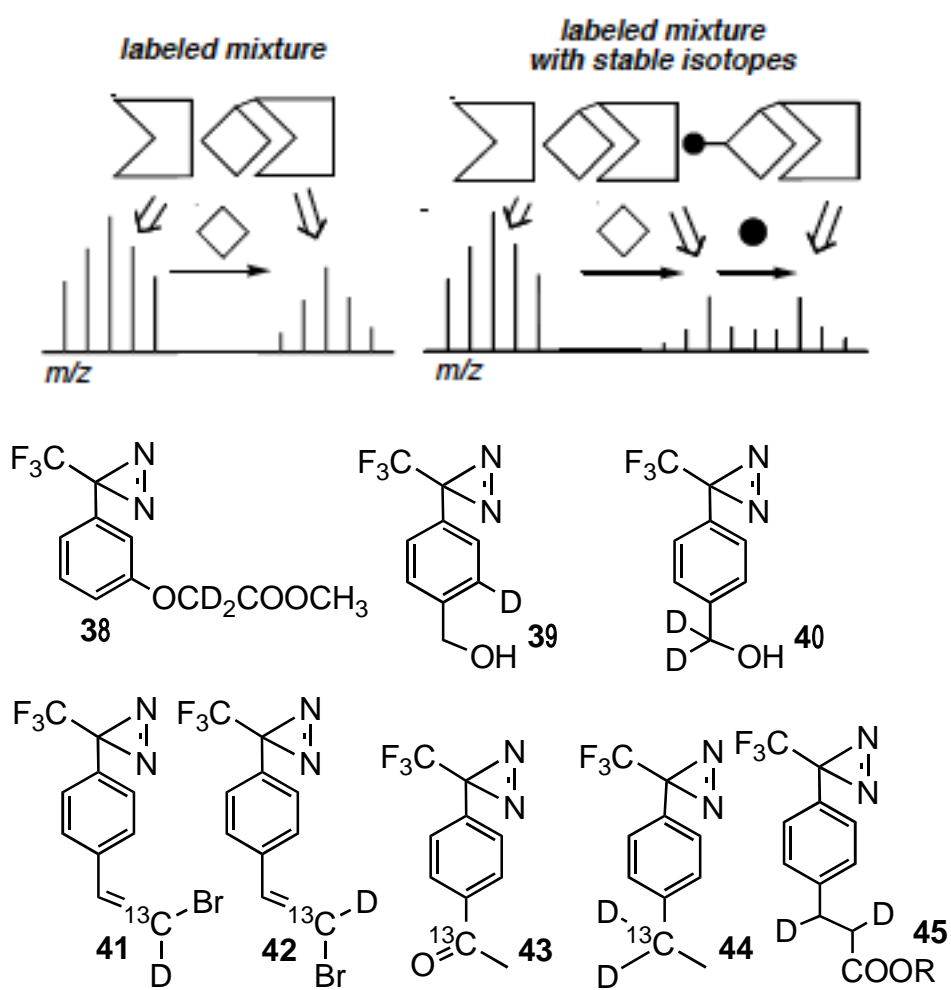 labeled mixture
labeled mixture
with stable isotopes
m/z
m/z
F3C N
N
OCD2COOCH3
38
F3C N
N
D
OH
39
F3C N
N
D
D
OH
40
F3C N
N
13C
Br
D
41
F3C N
N
13C
D
Br
42
F3C N
N
13C
O
43
F3C N
N
D
13C
D
44
F3C N
N
D
D
COOR
45